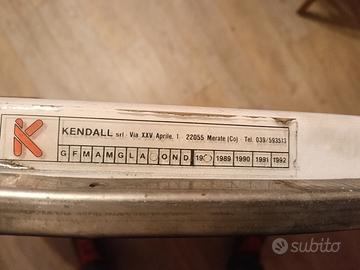 KENDALL srl - Via XXV Aprile, 1 22055 Merate (Co) Tel. 039/593513
G F M A M G L A O N D 19 1989 1990 1991 1992
subito